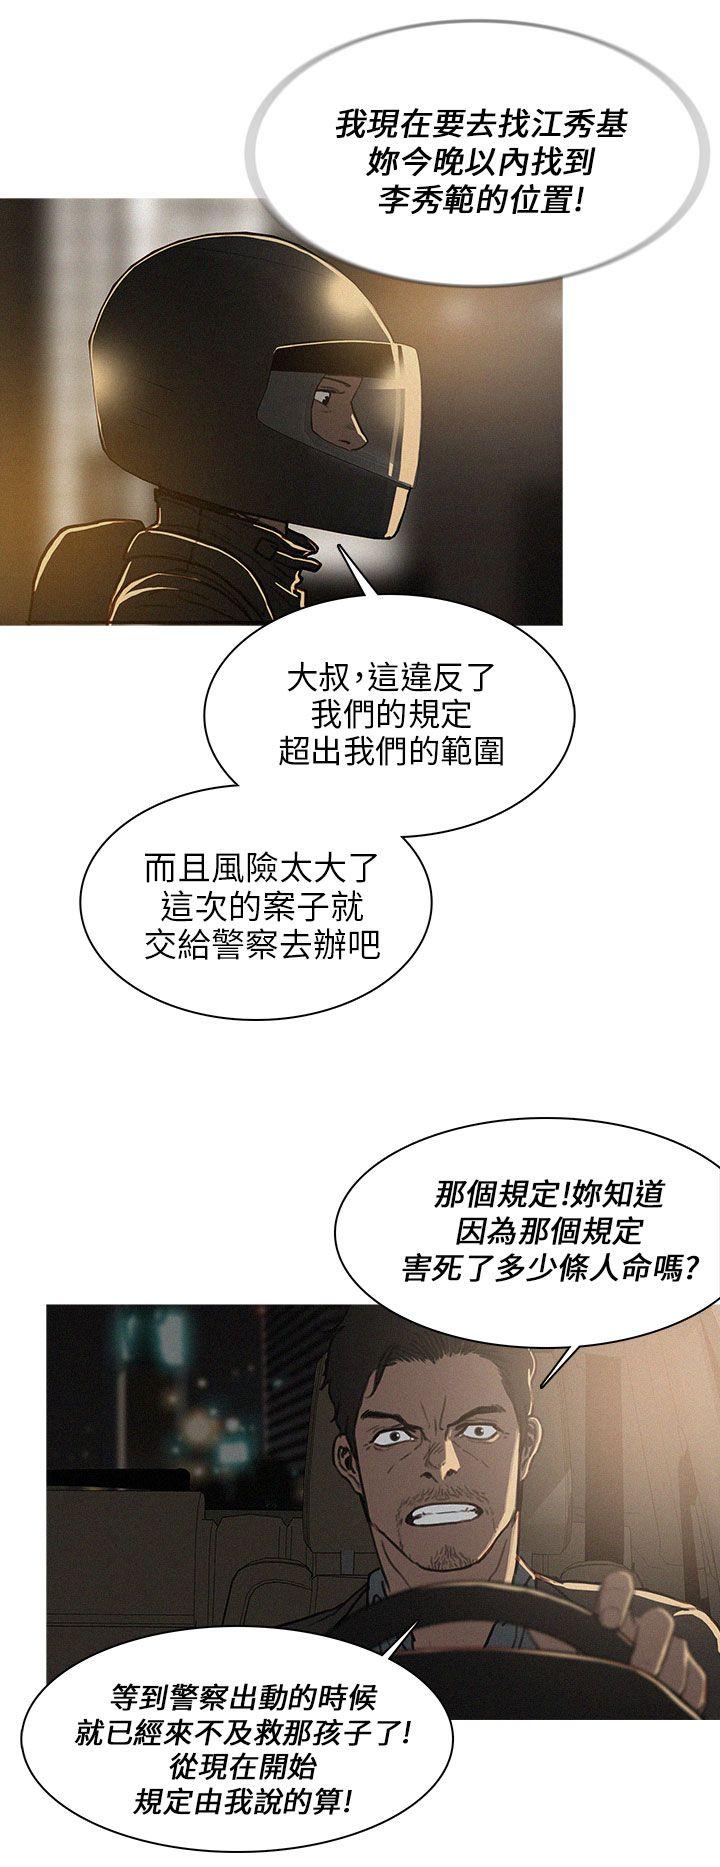 我現在要去找江秀基
妳今晚以內找到
李秀範的位置!
大叔,這違反了
我們的規定
超出我們的範圍
而且風險太大了
這次的案子就
交給警察去辦吧
那個規定!妳知道
因為那個規定
害死了多少條人命嗎?
等到警察出動的時候
就已經來不及救那孩子了!
從現在開始
規定由我說的算!